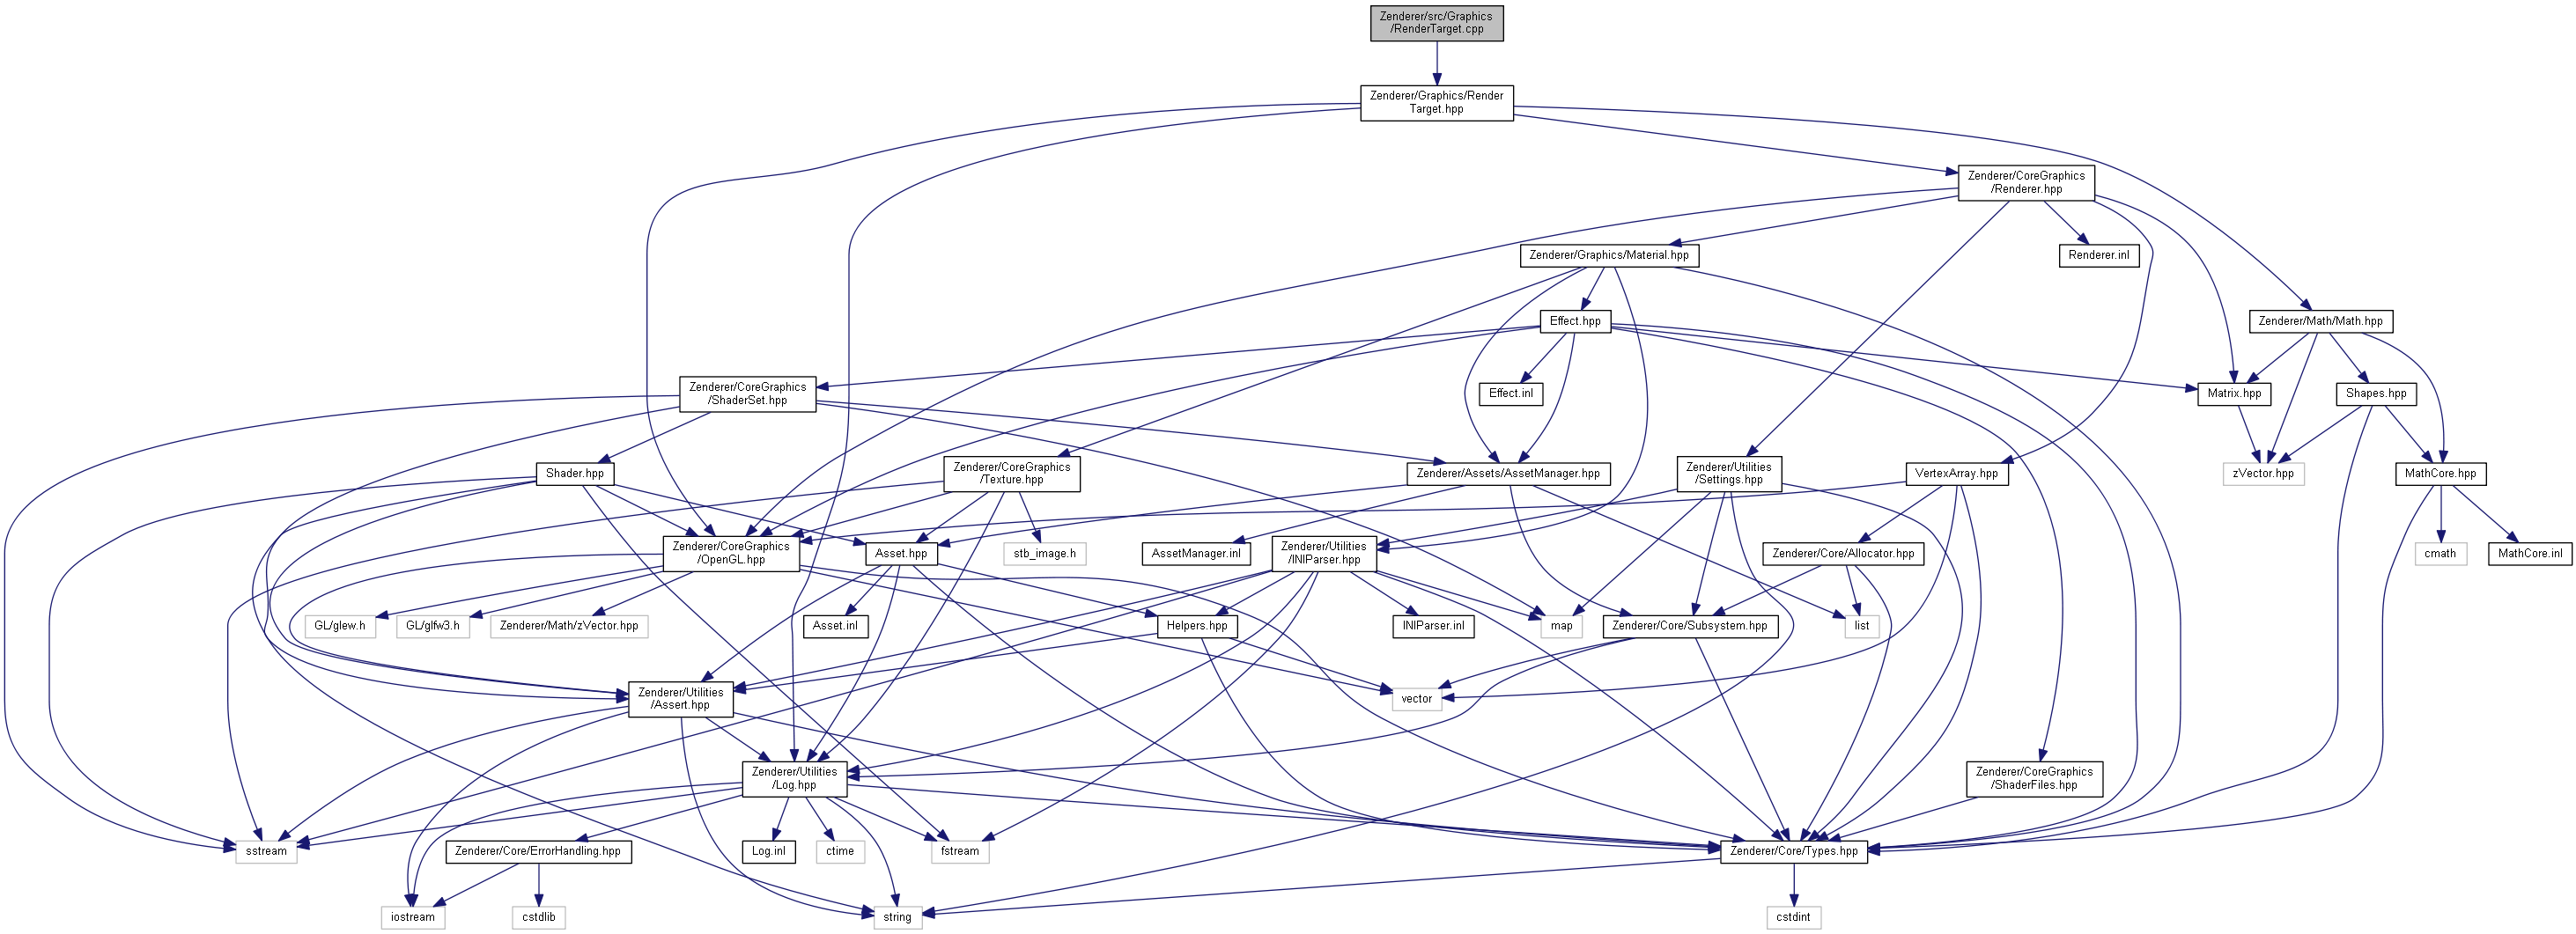 Zenderer/src/Graphics
/RenderTarget.cpp
Zenderer/Graphics/Render
Target.hpp
Zenderer/CoreGraphics
/Renderer.hpp
Zenderer/Graphics/Material.hpp
Renderer.inl
Effect.hpp
Zenderer/Math/Math.hpp
Zenderer/CoreGraphics
/ShaderSet.hpp
Effect.inl
Matrix.hpp
Shapes.hpp
Shader.hpp
Zenderer/CoreGraphics
/Texture.hpp
Zenderer/Assets/AssetManager.hpp
Zenderer/Utilities
/Settings.hpp
VertexArray.hpp
zVector.hpp
MathCore.hpp
Zenderer/CoreGraphics
/OpenGL.hpp
Asset.hpp
stb_image.h
AssetManager.inl
Zenderer/Utilities
/INIParser.hpp
Zenderer/Core/Allocator.hpp
cmath
MathCore.inl
GL/glew.h
GL/glfw3.h
Zenderer/Math/zVector.hpp
Asset.inl
Helpers.hpp
INIParser.inl
map
Zenderer/Core/Subsystem.hpp
list
Zenderer/Utilities
/Assert.hpp
vector
Zenderer/Utilities
/Log.hpp
Zenderer/CoreGraphics
/ShaderFiles.hpp
sstream
Zenderer/Core/ErrorHandling.hpp
Log.inl
ctime
fstream
Zenderer/Core/Types.hpp
iostream
cstdlib
string
cstdint